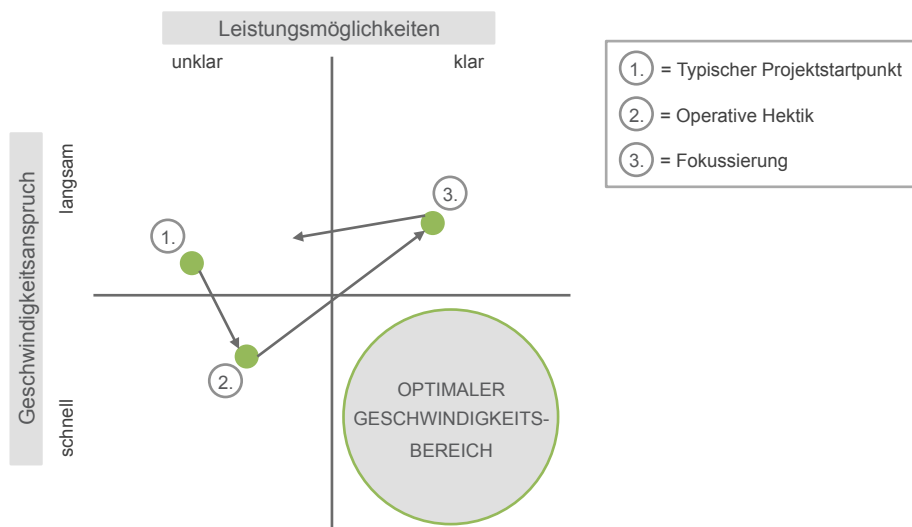 Leistungsmöglichkeiten
unklar
klar
1. = Typischer Projektstartpunkt
2. = Operative Hektik
3. = Fokussierung
Geschwindigkeitsanspruch
langsam
schnell
1.
2.
3.
OPTIMALER
GESCHWINDIGKEITS-
BEREICH